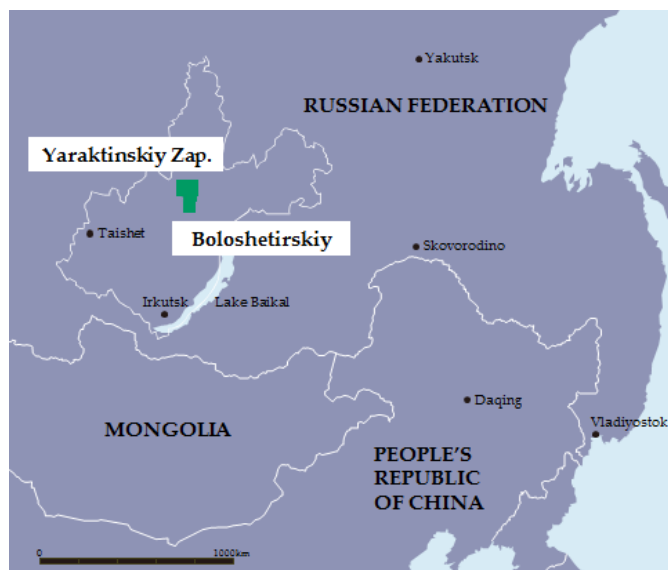 Yakutsk
RUSSIAN FEDERATION
Yaraktinskiy Zap.
Taishet
Boloshetirskiy
Skovorodino
Irkutsk
Lake Baikal
Daqing
MONGOLIA
Vladiyostok
PEOPLE'S
REPUBLIC
OF CHINA
0
1000km